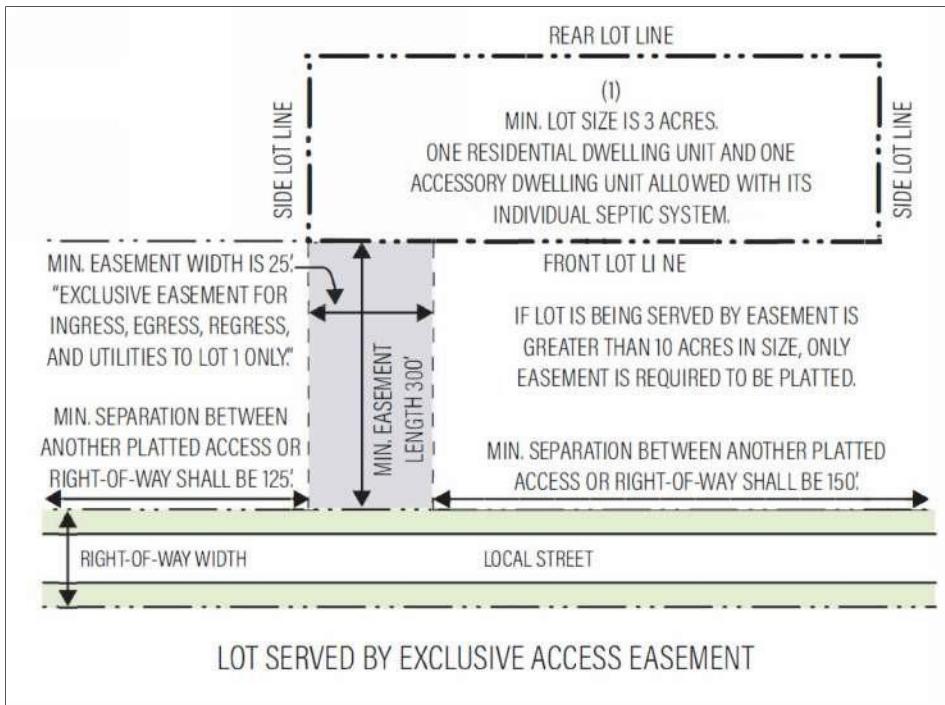 REAR LOT LINE
SIDE LOT LINE
(1)
MIN. LOT SIZE IS 3 ACRES.
ONE RESIDENTIAL DWELLING UNIT AND ONE
ACCESSORY DWELLING UNIT ALLOWED WITH ITS
INDIVIDUAL SEPTIC SYSTEM.
SIDE LOT LINE
FRONT LOT LINE
MIN. EASEMENT WIDTH IS 25'.
"EXCLUSIVE EASEMENT FOR
INGRESS, EGRESS, REGRESS,
AND UTILITIES TO LOT 1 ONLY."
MIN. EASEMENT
LENGTH 300'
IF LOT IS BEING SERVED BY EASEMENT IS
GREATER THAN 10 ACRES IN SIZE, ONLY
EASEMENT IS REQUIRED TO BE PLATTED.
MIN. SEPARATION BETWEEN
ANOTHER PLATTED ACCESS OR
RIGHT-OF-WAY SHALL BE 125'.
MIN. SEPARATION BETWEEN ANOTHER PLATTED
ACCESS OR RIGHT-OF-WAY SHALL BE 150'.
RIGHT-OF-WAY WIDTH
LOCAL STREET
LOT SERVED BY EXCLUSIVE ACCESS EASEMENT